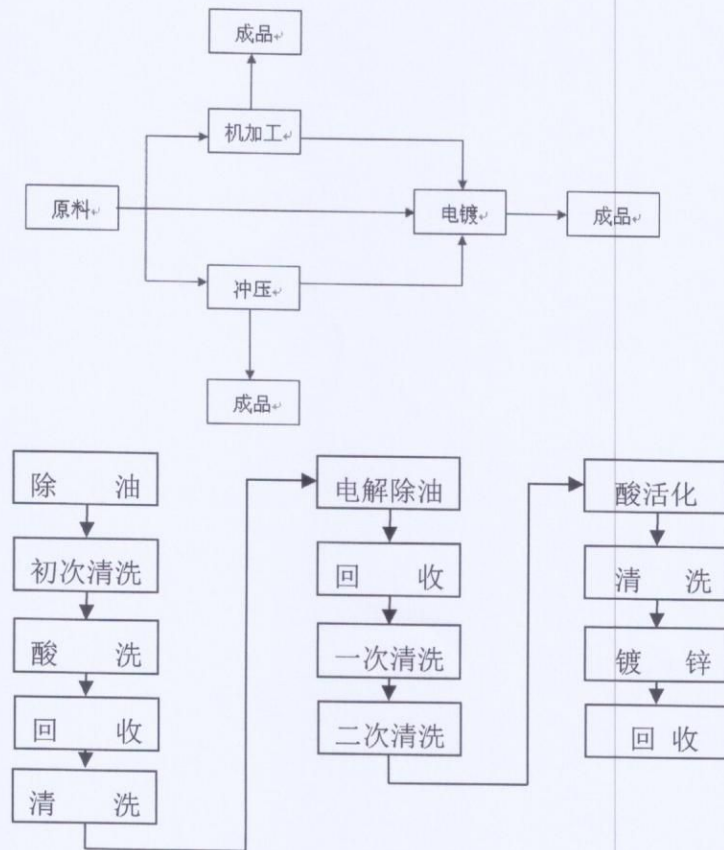 成品
机加工
原料
电镀
成品
冲压
成品
除 油
初次清洗
酸 洗
回 收
清 洗
电解除油
回 收
一次清洗
二次清洗
酸活化
清 洗
镀 锌
回 收